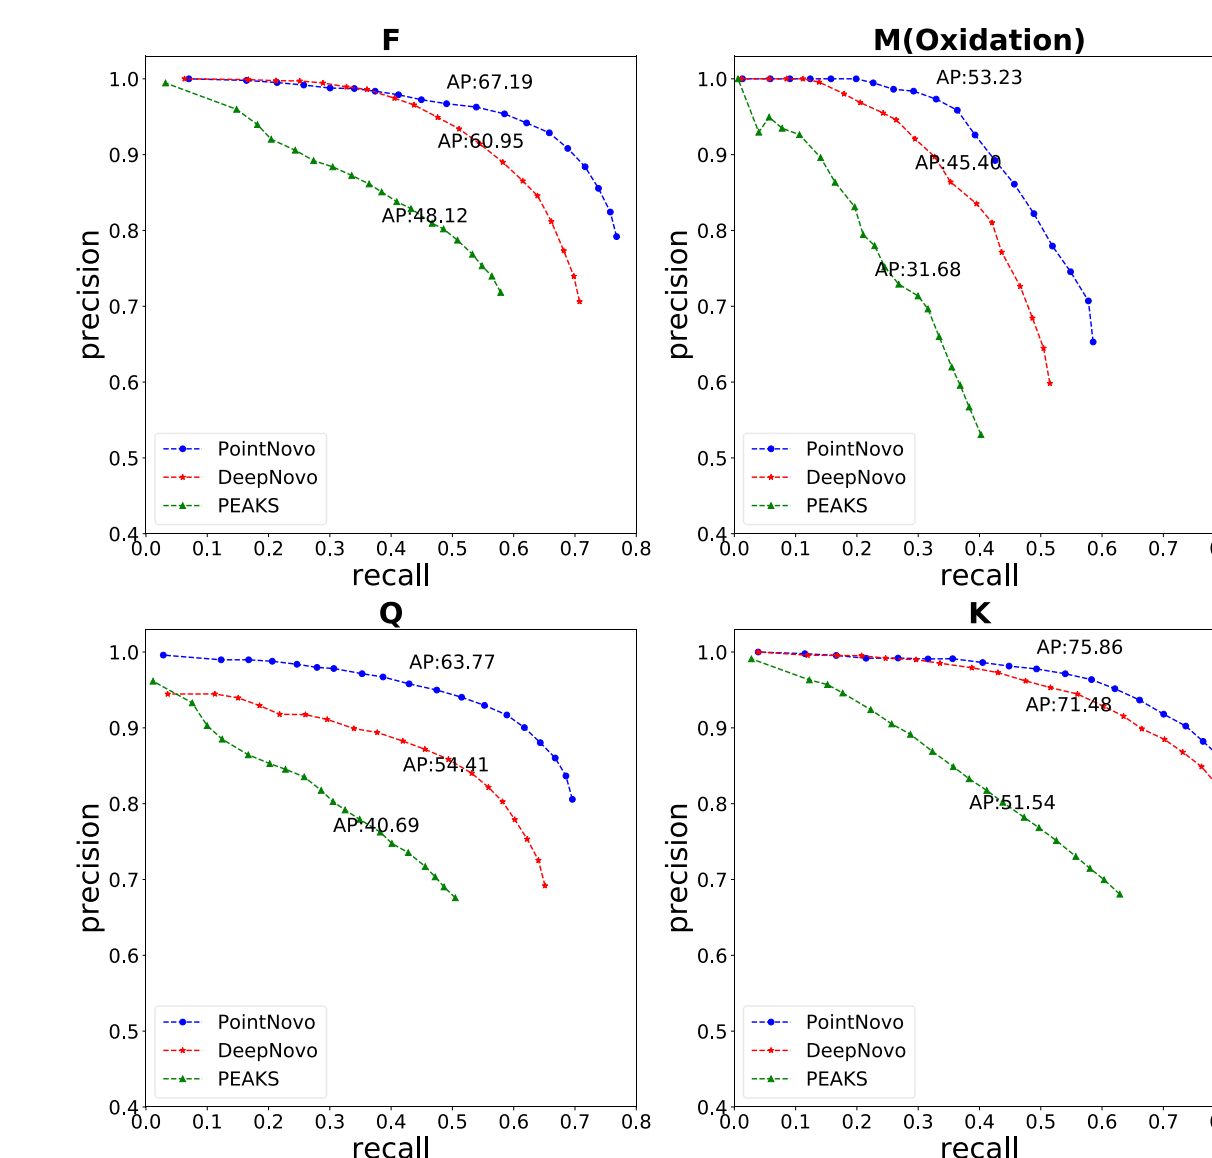 F
1.0
0.9
0.8
0.7
0.6
0.5
0.4
precision
AP:67.19
AP:60.95
AP:48.12
PointNovo
DeepNovo
PEAKS
0.0 0.1 0.2 0.3 0.4 0.5 0.6 0.7 0.8
recall
M(Oxidation)
1.0
0.9
0.8
0.7
0.6
0.5
0.4
precision
AP:53.23
AP:45.40
AP:31.68
PointNovo
DeepNovo
PEAKS
0.0 0.1 0.2 0.3 0.4 0.5 0.6 0.7
recall
Q
1.0
0.9
0.8
0.7
0.6
0.5
0.4
precision
AP:63.77
AP:54.41
AP:40.69
PointNovo
DeepNovo
PEAKS
0.0 0.1 0.2 0.3 0.4 0.5 0.6 0.7 0.8
recall
K
1.0
0.9
0.8
0.7
0.6
0.5
0.4
precision
AP:75.86
AP:71.48
AP:51.54
PointNovo
DeepNovo
PEAKS
0.0 0.1 0.2 0.3 0.4 0.5 0.6 0.7
recall